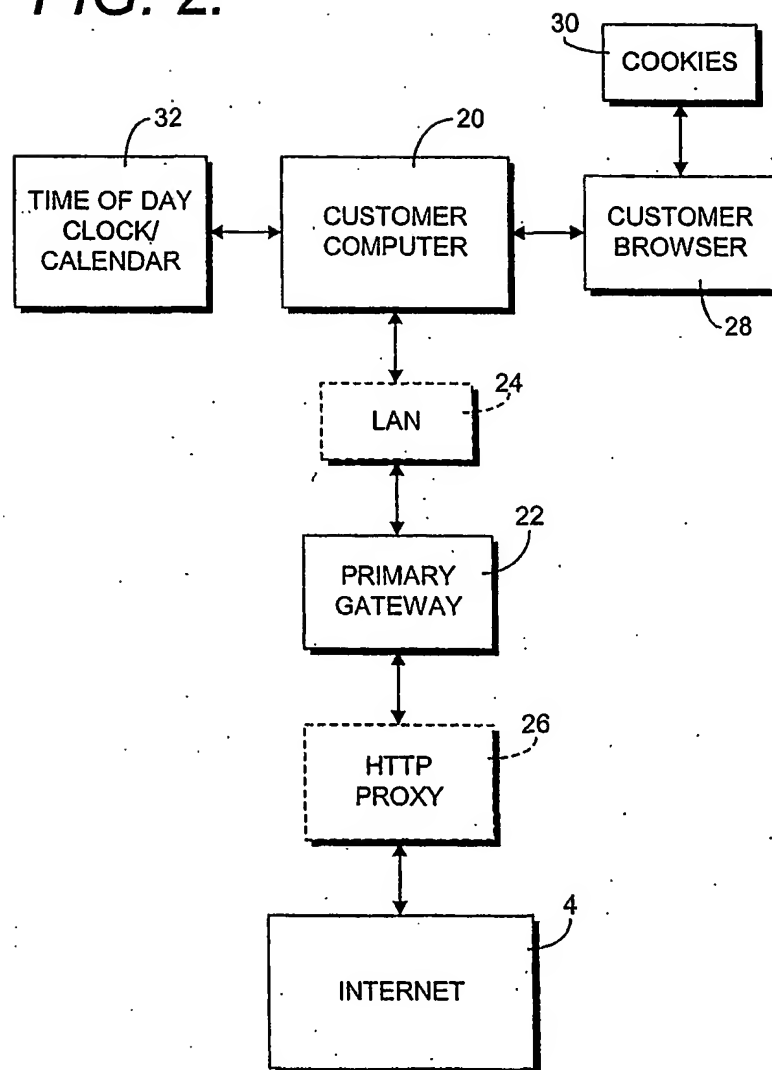 FIG. 2.
30
COOKIES
32
20
TIME OF DAY
CLOCK/
CALENDAR
CUSTOMER
COMPUTER
CUSTOMER
BROWSER
28
24
LAN
22
PRIMARY
GATEWAY
26
HTTP
PROXY
4
INTERNET